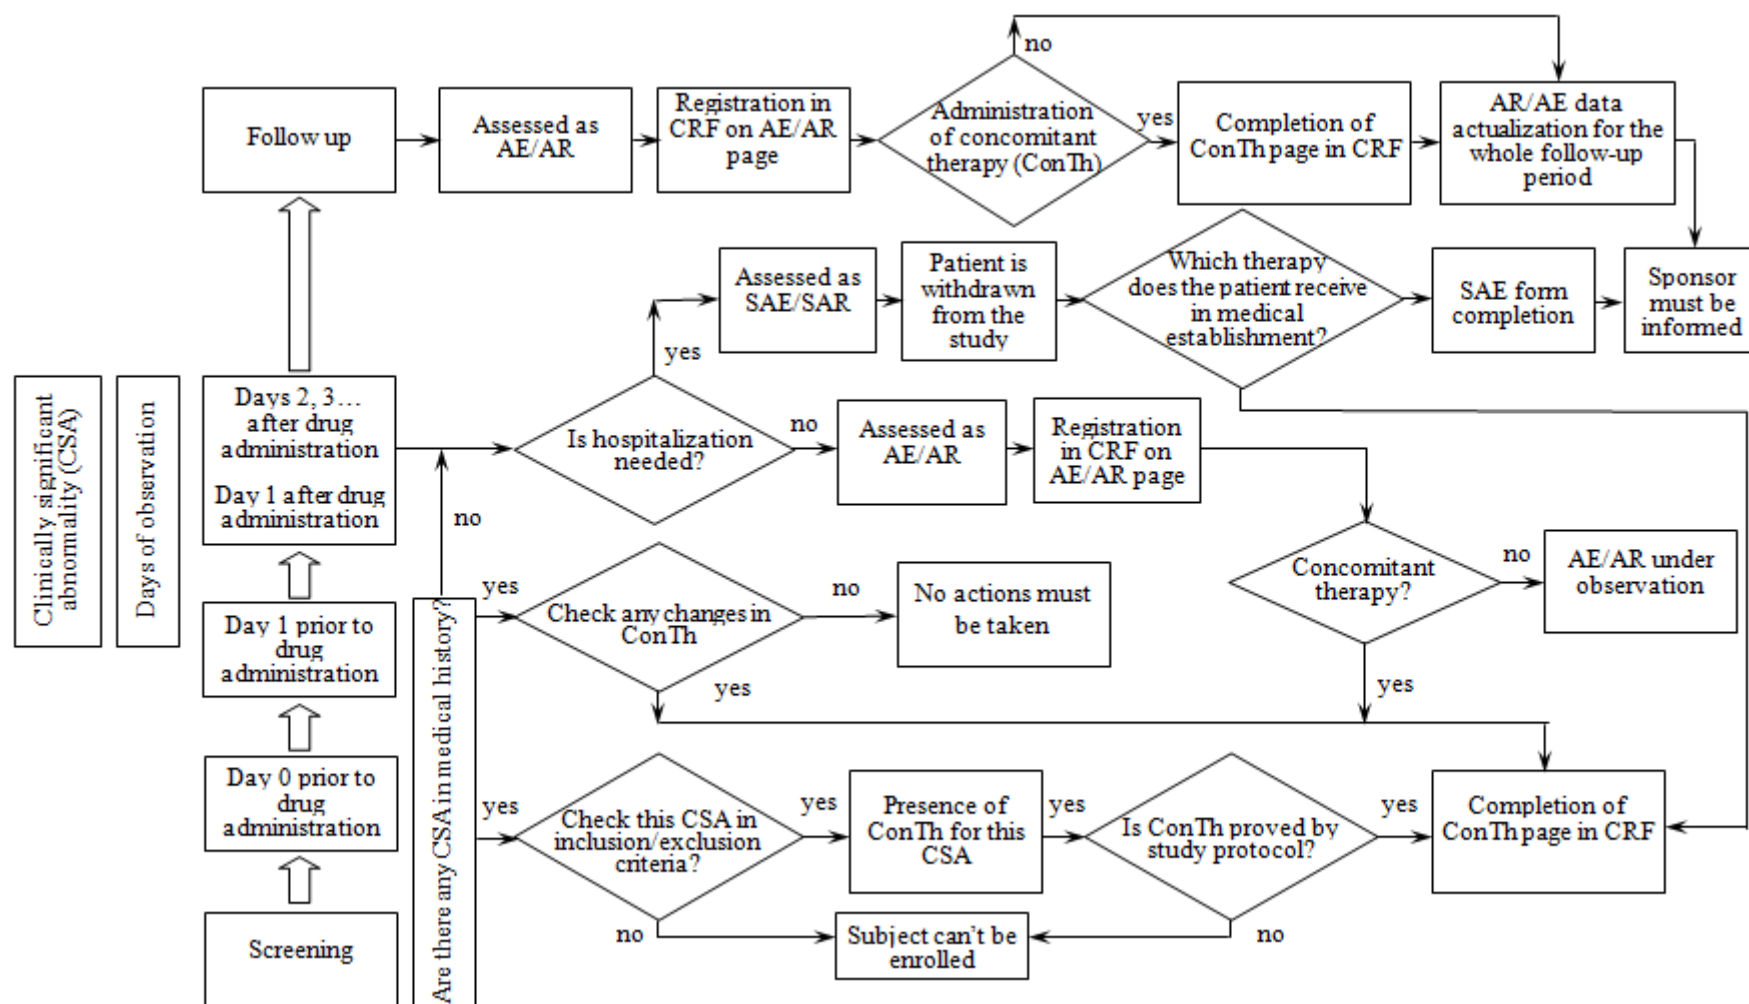 no
Follow up
Assessed as
AE/AR
Registration in
CRF on AE/AR
page
Administration
of concomitant
therapy (ConTh)
yes
Completion of
ConTh page in CRF
AR/AE data
actualization for the
whole follow-up
period
Assessed as
SAE/SAR
Patient is
withdrawn
from the
study
Which therapy
does the patient receive
in medical
establishment?
SAE form
completion
Sponsor
must be
informed
yes
Clinically significant
abnormality (CSA)
Days of observation
Days 2, 3…
after drug
administration
Day 1 after drug
administration
Is hospitalization
needed?
no
Assessed as
AE/AR
Registration
in CRF on
AE/AR page
no
Concomitant
therapy?
no
AE/AR under
observation
yes
Day 1 prior to
drug
administration
Are there any CSA in medical history?
yes
Check any changes in
ConTh
no
No actions must
be taken
yes
Day 0 prior to
drug
administration
yes
Check this CSA in
inclusion/exclusion
criteria?
yes
Presence of
ConTh for this
CSA
yes
Is ConTh proved by
study protocol?
yes
Completion of
ConTh page in CRF
Screening
no
Subject can't be
enrolled
no